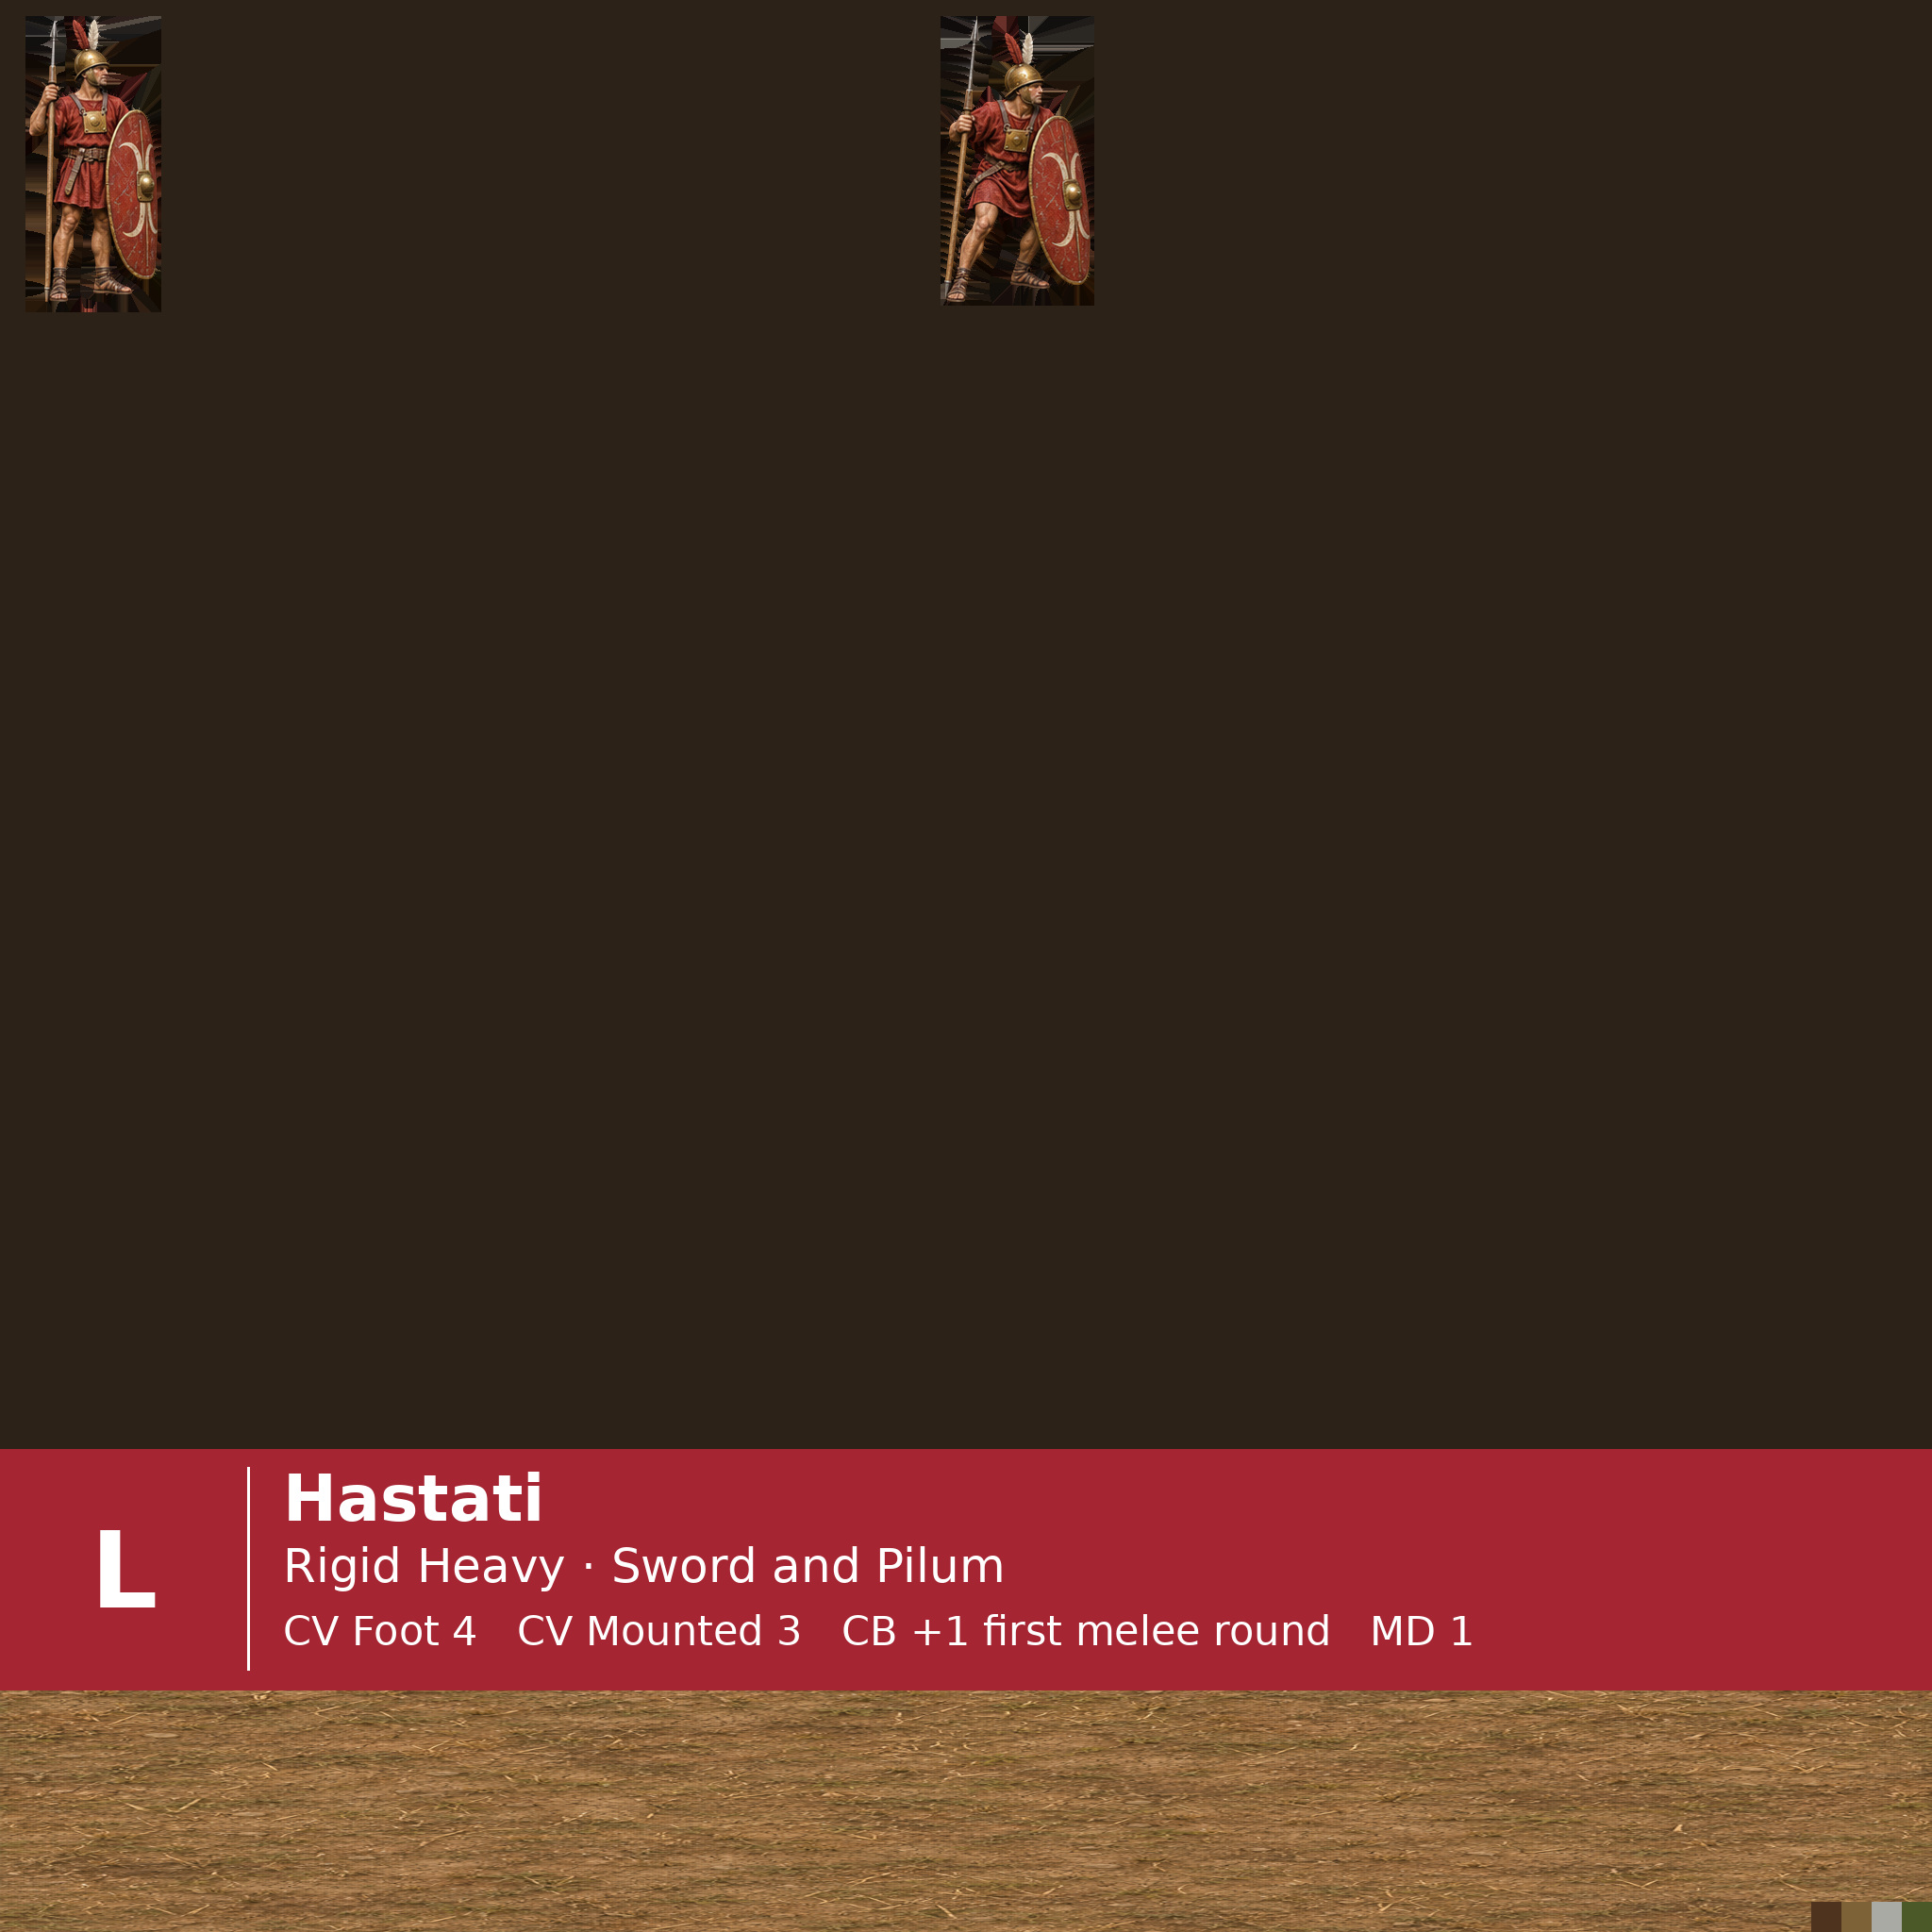 L
Hastati
Rigid Heavy · Sword and Pilum
CV Foot 4 CV Mounted 3 CB +1 first melee round MD 1